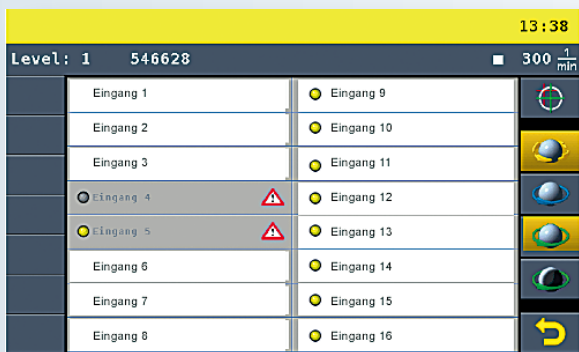 13:38
Level: 1 546628 300 1/min
Eingang 1
Eingang 2
Eingang 3
Eingang 4
Eingang 5
Eingang 6
Eingang 7
Eingang 8
Eingang 9
Eingang 10
Eingang 11
Eingang 12
Eingang 13
Eingang 14
Eingang 15
Eingang 16